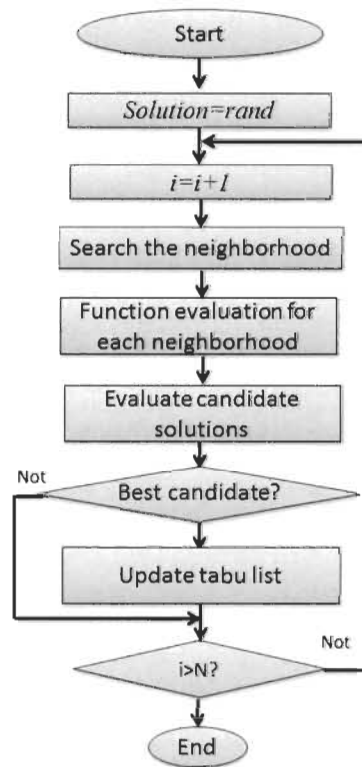 Start
Solution=rand
i=i+1
Search the neighborhood
Function evaluation for
each neighborhood
Evaluate candidate
solutions
Not
Best candidate?
Update tabu list
Not
i>N?
End